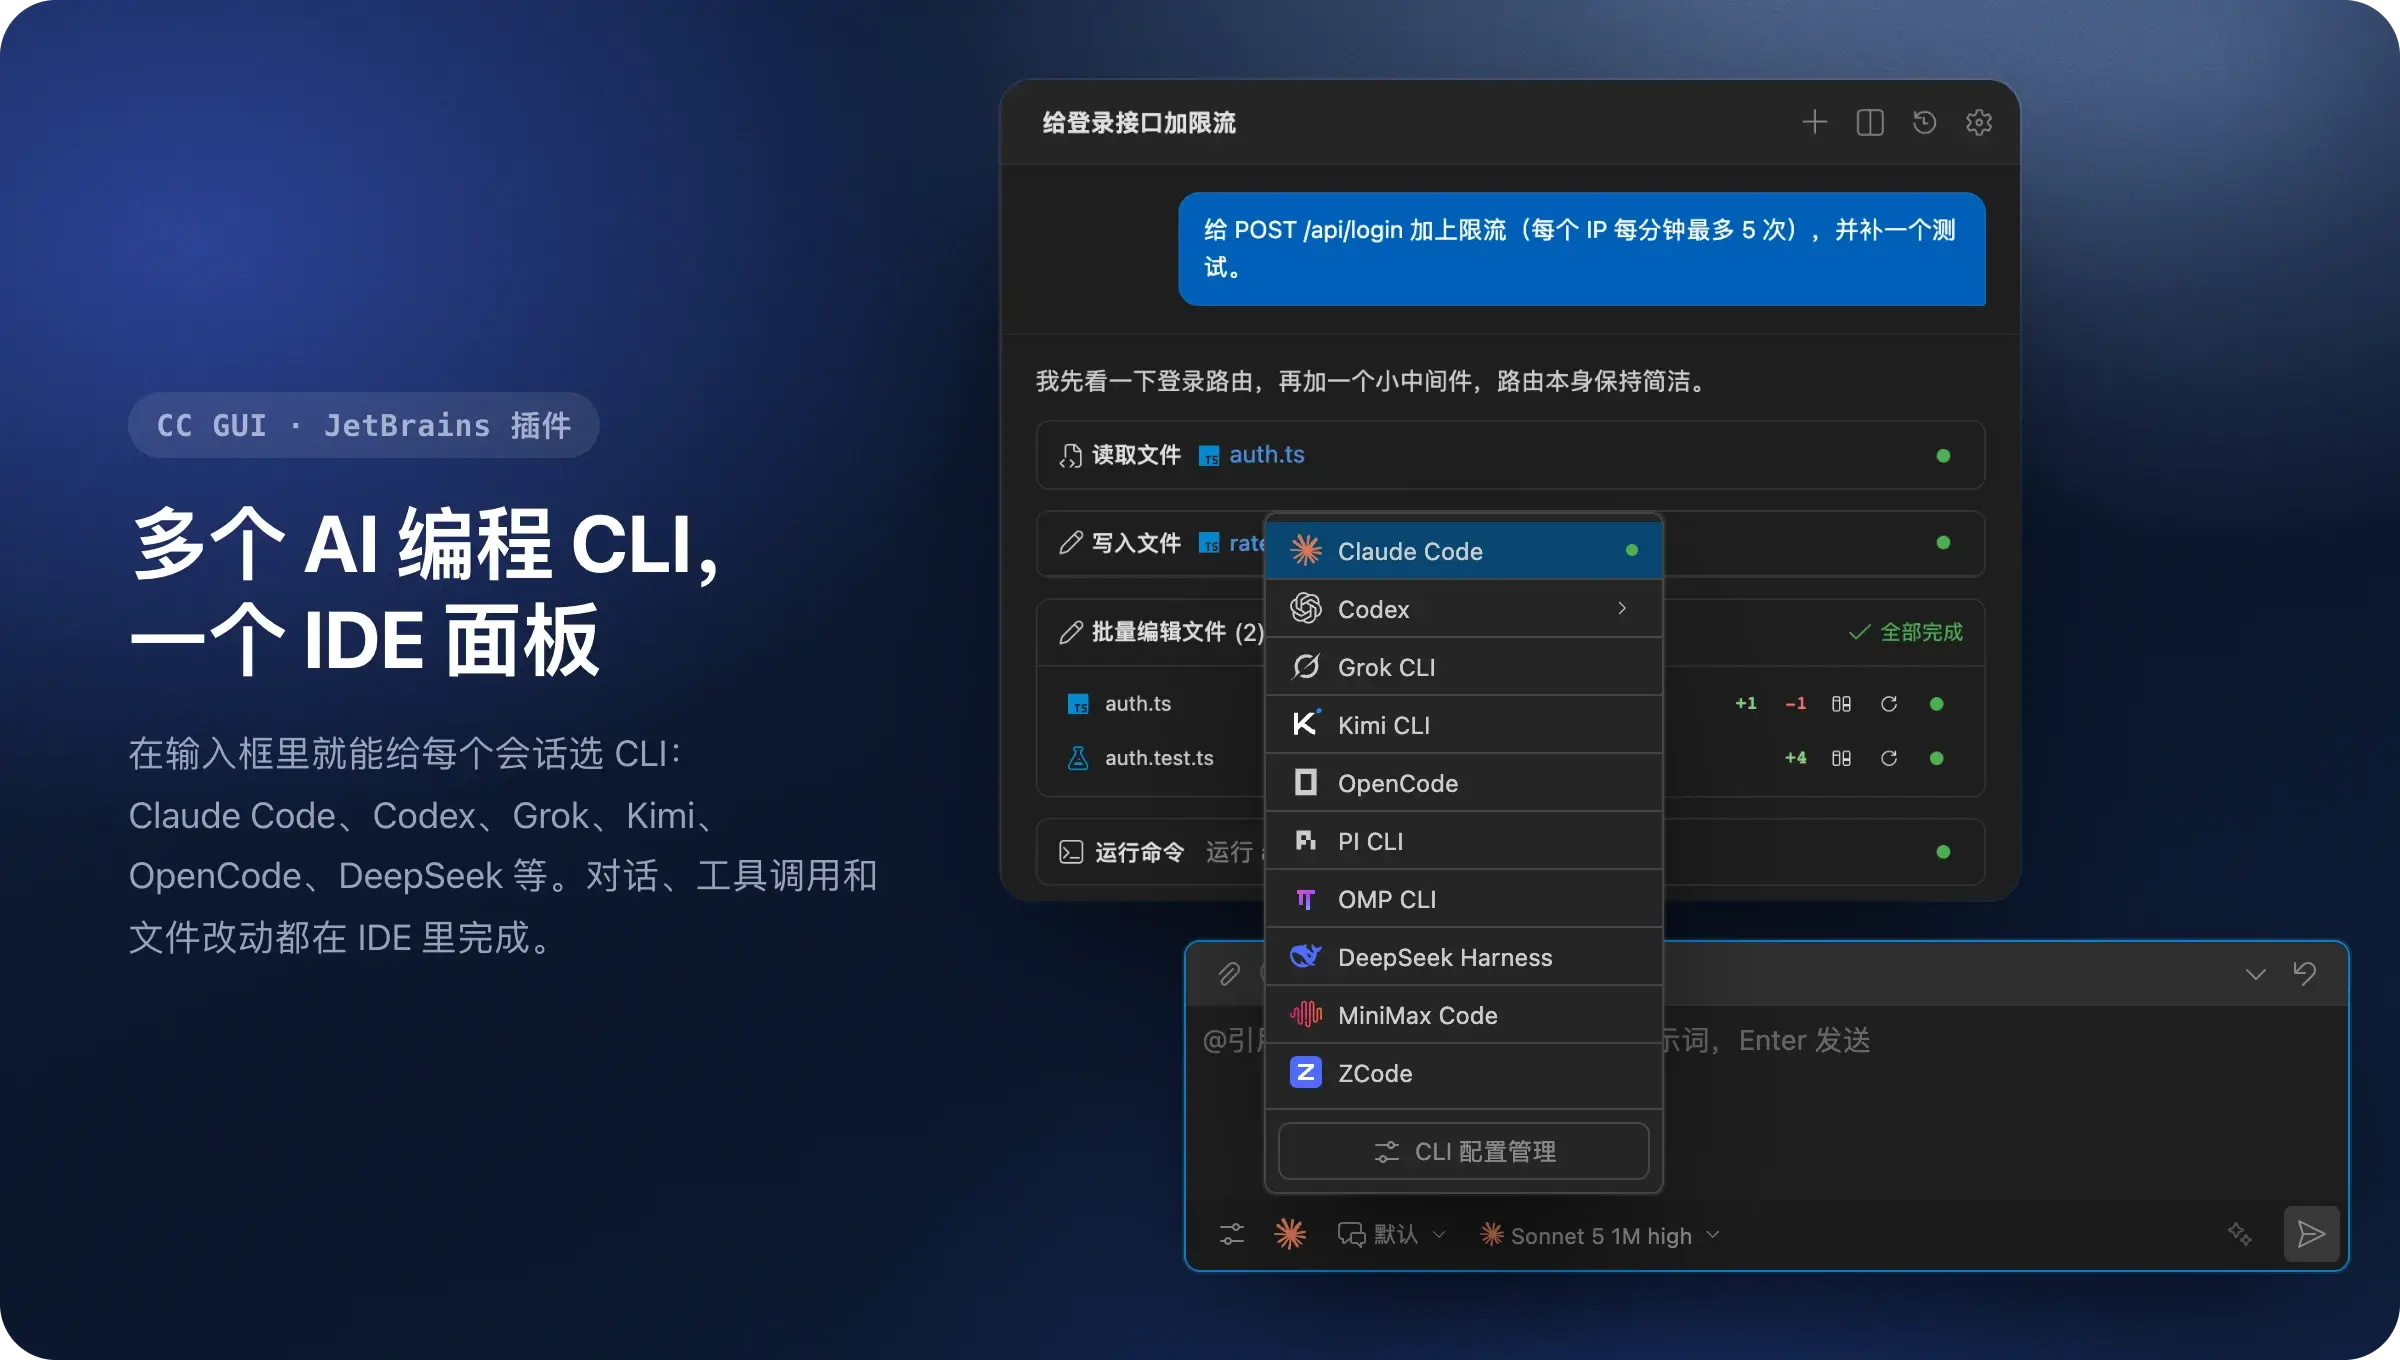 CC GUI · JetBrains 插件
多个 AI 编程 CLI,
一个 IDE 面板
在输入框里就能给每个会话选 CLI：
Claude Code、Codex、Grok、Kimi、
OpenCode、DeepSeek 等。对话、工具调用和
文件改动都在 IDE 里完成。
给登录接口加限流
给 POST /api/login 加上限流（每个 IP 每分钟最多 5 次），并补一个测
试。
我先看一下登录路由，再加一个小中间件，路由本身保持简洁。
读取文件 TS auth.ts
写入文件 TS rate
批量编辑文件 (2) 全部完成
TS auth.ts +1 -1
auth.test.ts +4
运行命令 运行
Claude Code
Codex
Grok CLI
Kimi CLI
OpenCode
PI CLI
OMP CLI
DeepSeek Harness
MiniMax Code
ZCode
CLI 配置管理
@引 示词，Enter 发送
默认 Sonnet 5 1M high